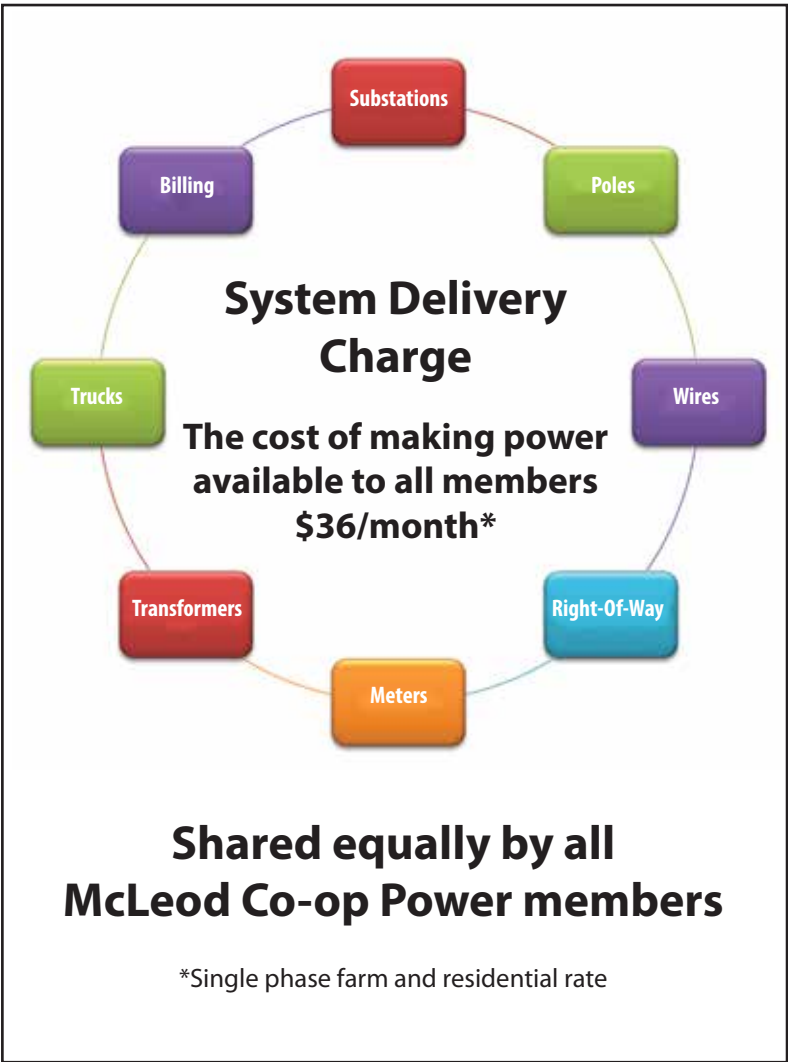 Substations
Billing
Poles
System Delivery
Charge
Trucks
Wires
The cost of making power
available to all members
$36/month*
Transformers
Right-Of-Way
Meters
Shared equally by all
McLeod Co-op Power members
*Single phase farm and residential rate